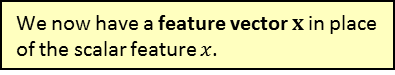 We now have a feature vector x in place
of the scalar feature x.